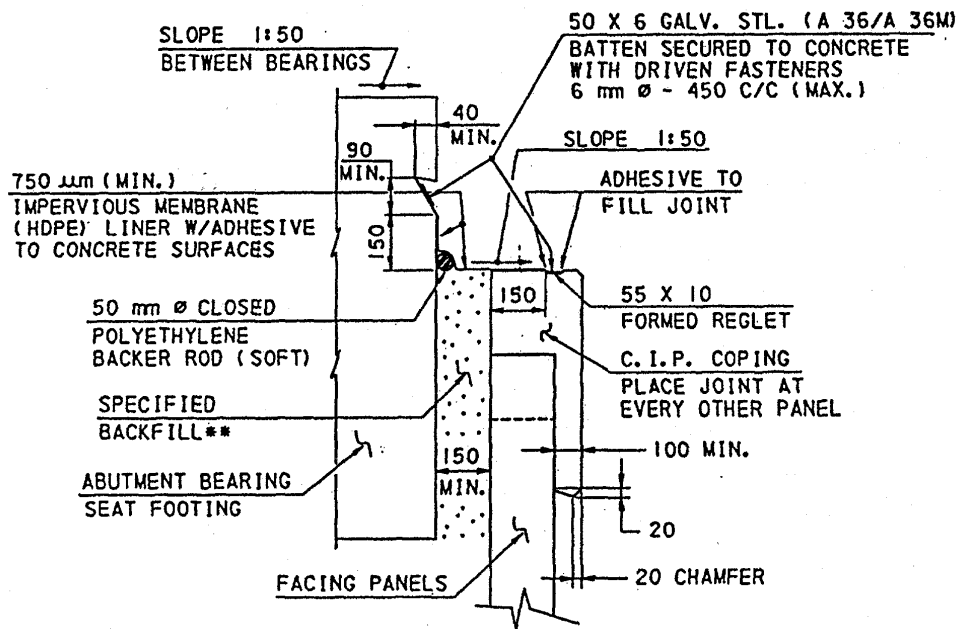 50 X 6 GALV. STL. (A 36/A 36M)
BATTEN SECURED TO CONCRETE
WITH DRIVEN FASTENERS
6 mm Ø - 450 C/C (MAX.)
SLOPE 1:50
BETWEEN BEARINGS
40
MIN.
SLOPE 1:50
90
MIN.
750 µm (MIN.)
IMPERVIOUS MEMBRANE
(HDPE) LINER W/ADHESIVE
TO CONCRETE SURFACES
150
ADHESIVE TO
FILL JOINT
50 mm Ø CLOSED
POLYETHYLENE
BACKER ROD (SOFT)
150
55 X 10
FORMED REGLET
C.I.P. COPING
PLACE JOINT AT
EVERY OTHER PANEL
SPECIFIED
BACKFILL**
150
MIN.
100 MIN.
ABUTMENT BEARING
SEAT FOOTING
20
FACING PANELS
20 CHAMFER